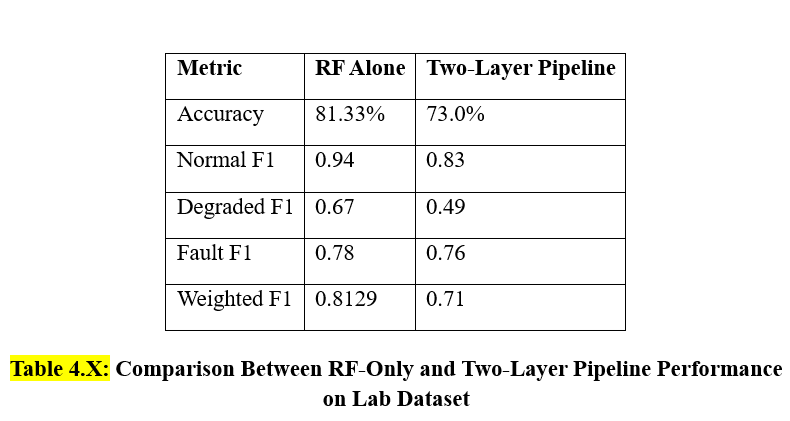 Metric RF Alone Two-Layer Pipeline
Accuracy 81.33% 73.0%
Normal F1 0.94 0.83
Degraded F1 0.67 0.49
Fault F1 0.78 0.76
Weighted F1 0.8129 0.71
Table 4.X: Comparison Between RF-Only and Two-Layer Pipeline Performance
on Lab Dataset